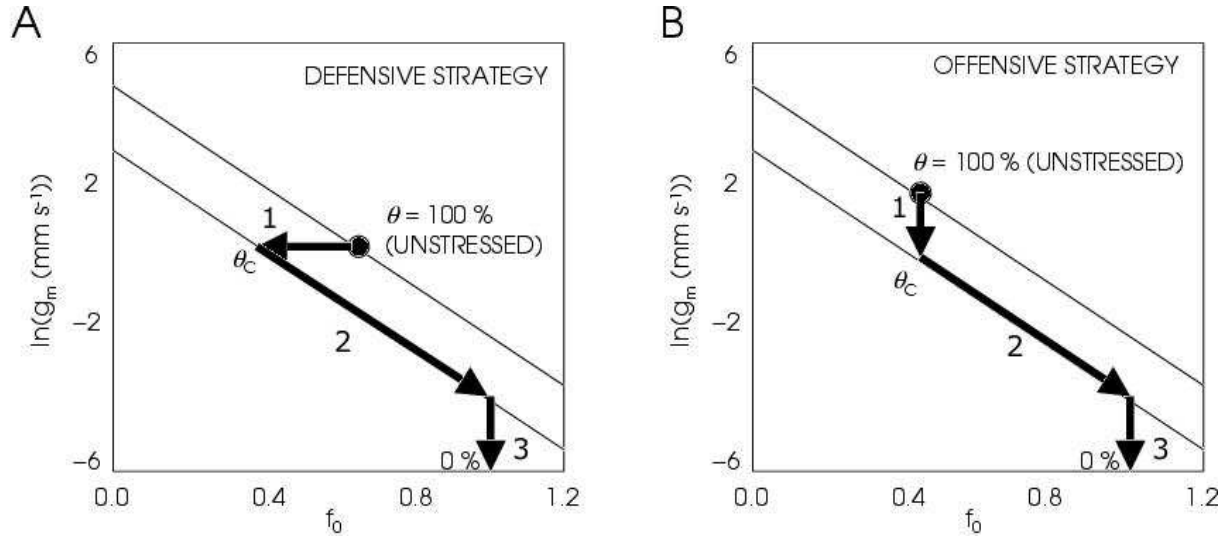 A
DEFENSIVE STRATEGY
6
2
–2
–6
ln(gₘ (mm s⁻¹))
1
θ = 100 %
(UNSTRESSED)
θ_C
2
3
0 %
0.0
0.4
0.8
1.2
f₀
B
OFFENSIVE STRATEGY
6
2
–2
–6
ln(gₘ (mm s⁻¹))
θ = 100 % (UNSTRESSED)
1
θ_C
2
3
0 %
0.0
0.4
0.8
1.2
f₀